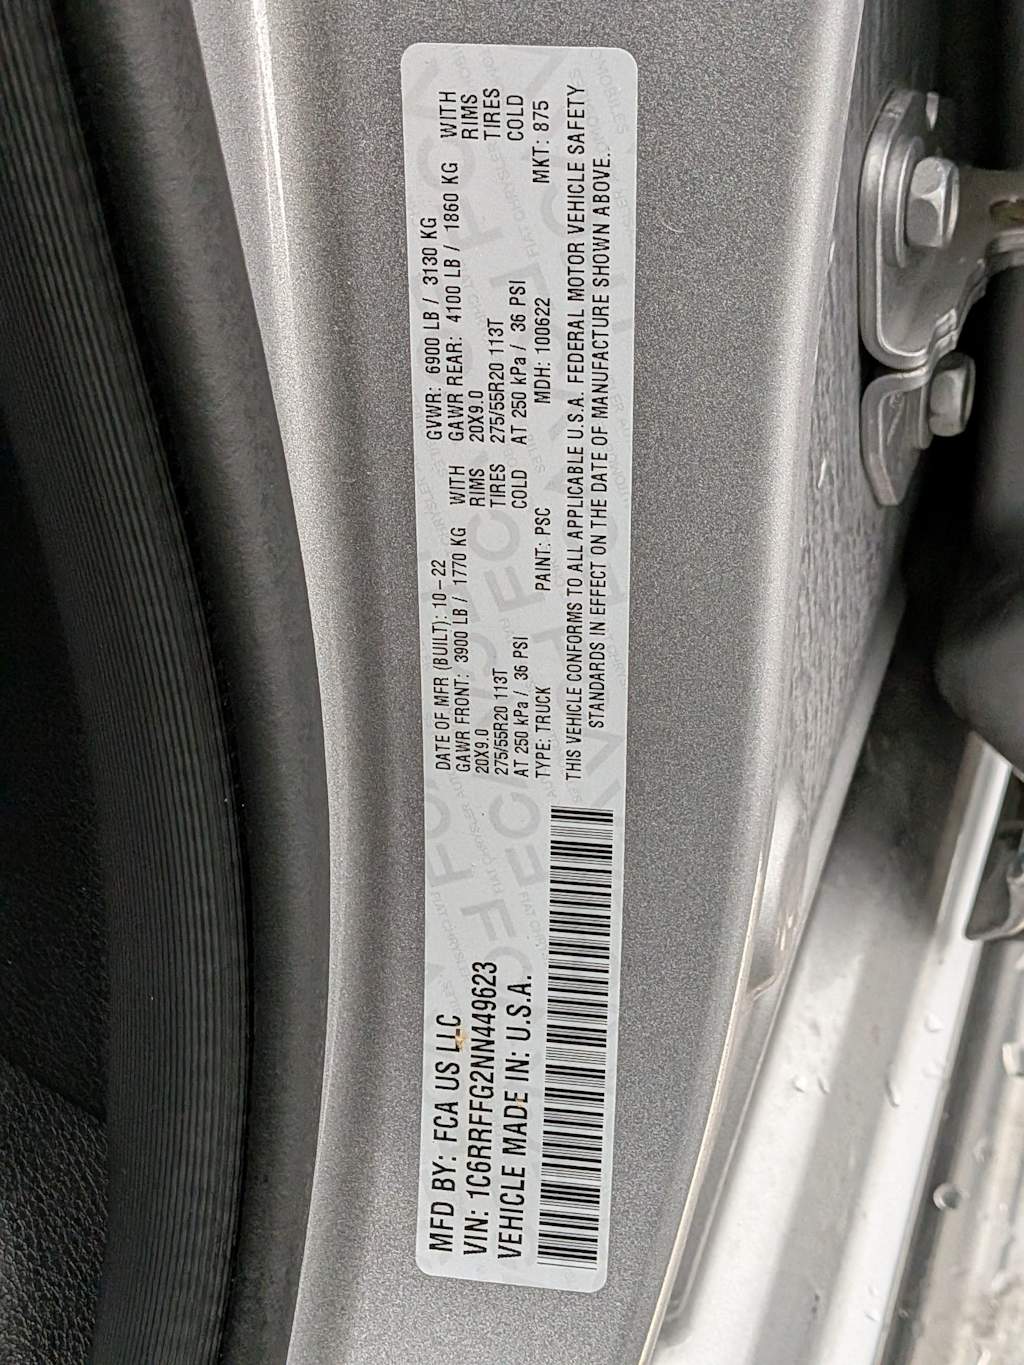 MFD BY: FCA US LLC
VIN: 1C6RRFFG2NN449623
VEHICLE MADE IN: U.S.A.
DATE OF MFR (BUILT): 10-22 GVWR: 6900 LB / 3130 KG
GAWR FRONT: 3900 LB / 1770 KG WITH GAWR REAR: 4100 LB / 1860 KG WITH
20X9.0 RIMS 20X9.0 RIMS
275/55R20 113T TIRES 275/55R20 113T TIRES
AT 250 kPa / 36 PSI COLD AT 250 kPa / 36 PSI COLD
TYPE: TRUCK PAINT: PSC MDH: 100622 MKT: 875
THIS VEHICLE CONFORMS TO ALL APPLICABLE U.S.A. FEDERAL MOTOR VEHICLE SAFETY
STANDARDS IN EFFECT ON THE DATE OF MANUFACTURE SHOWN ABOVE.